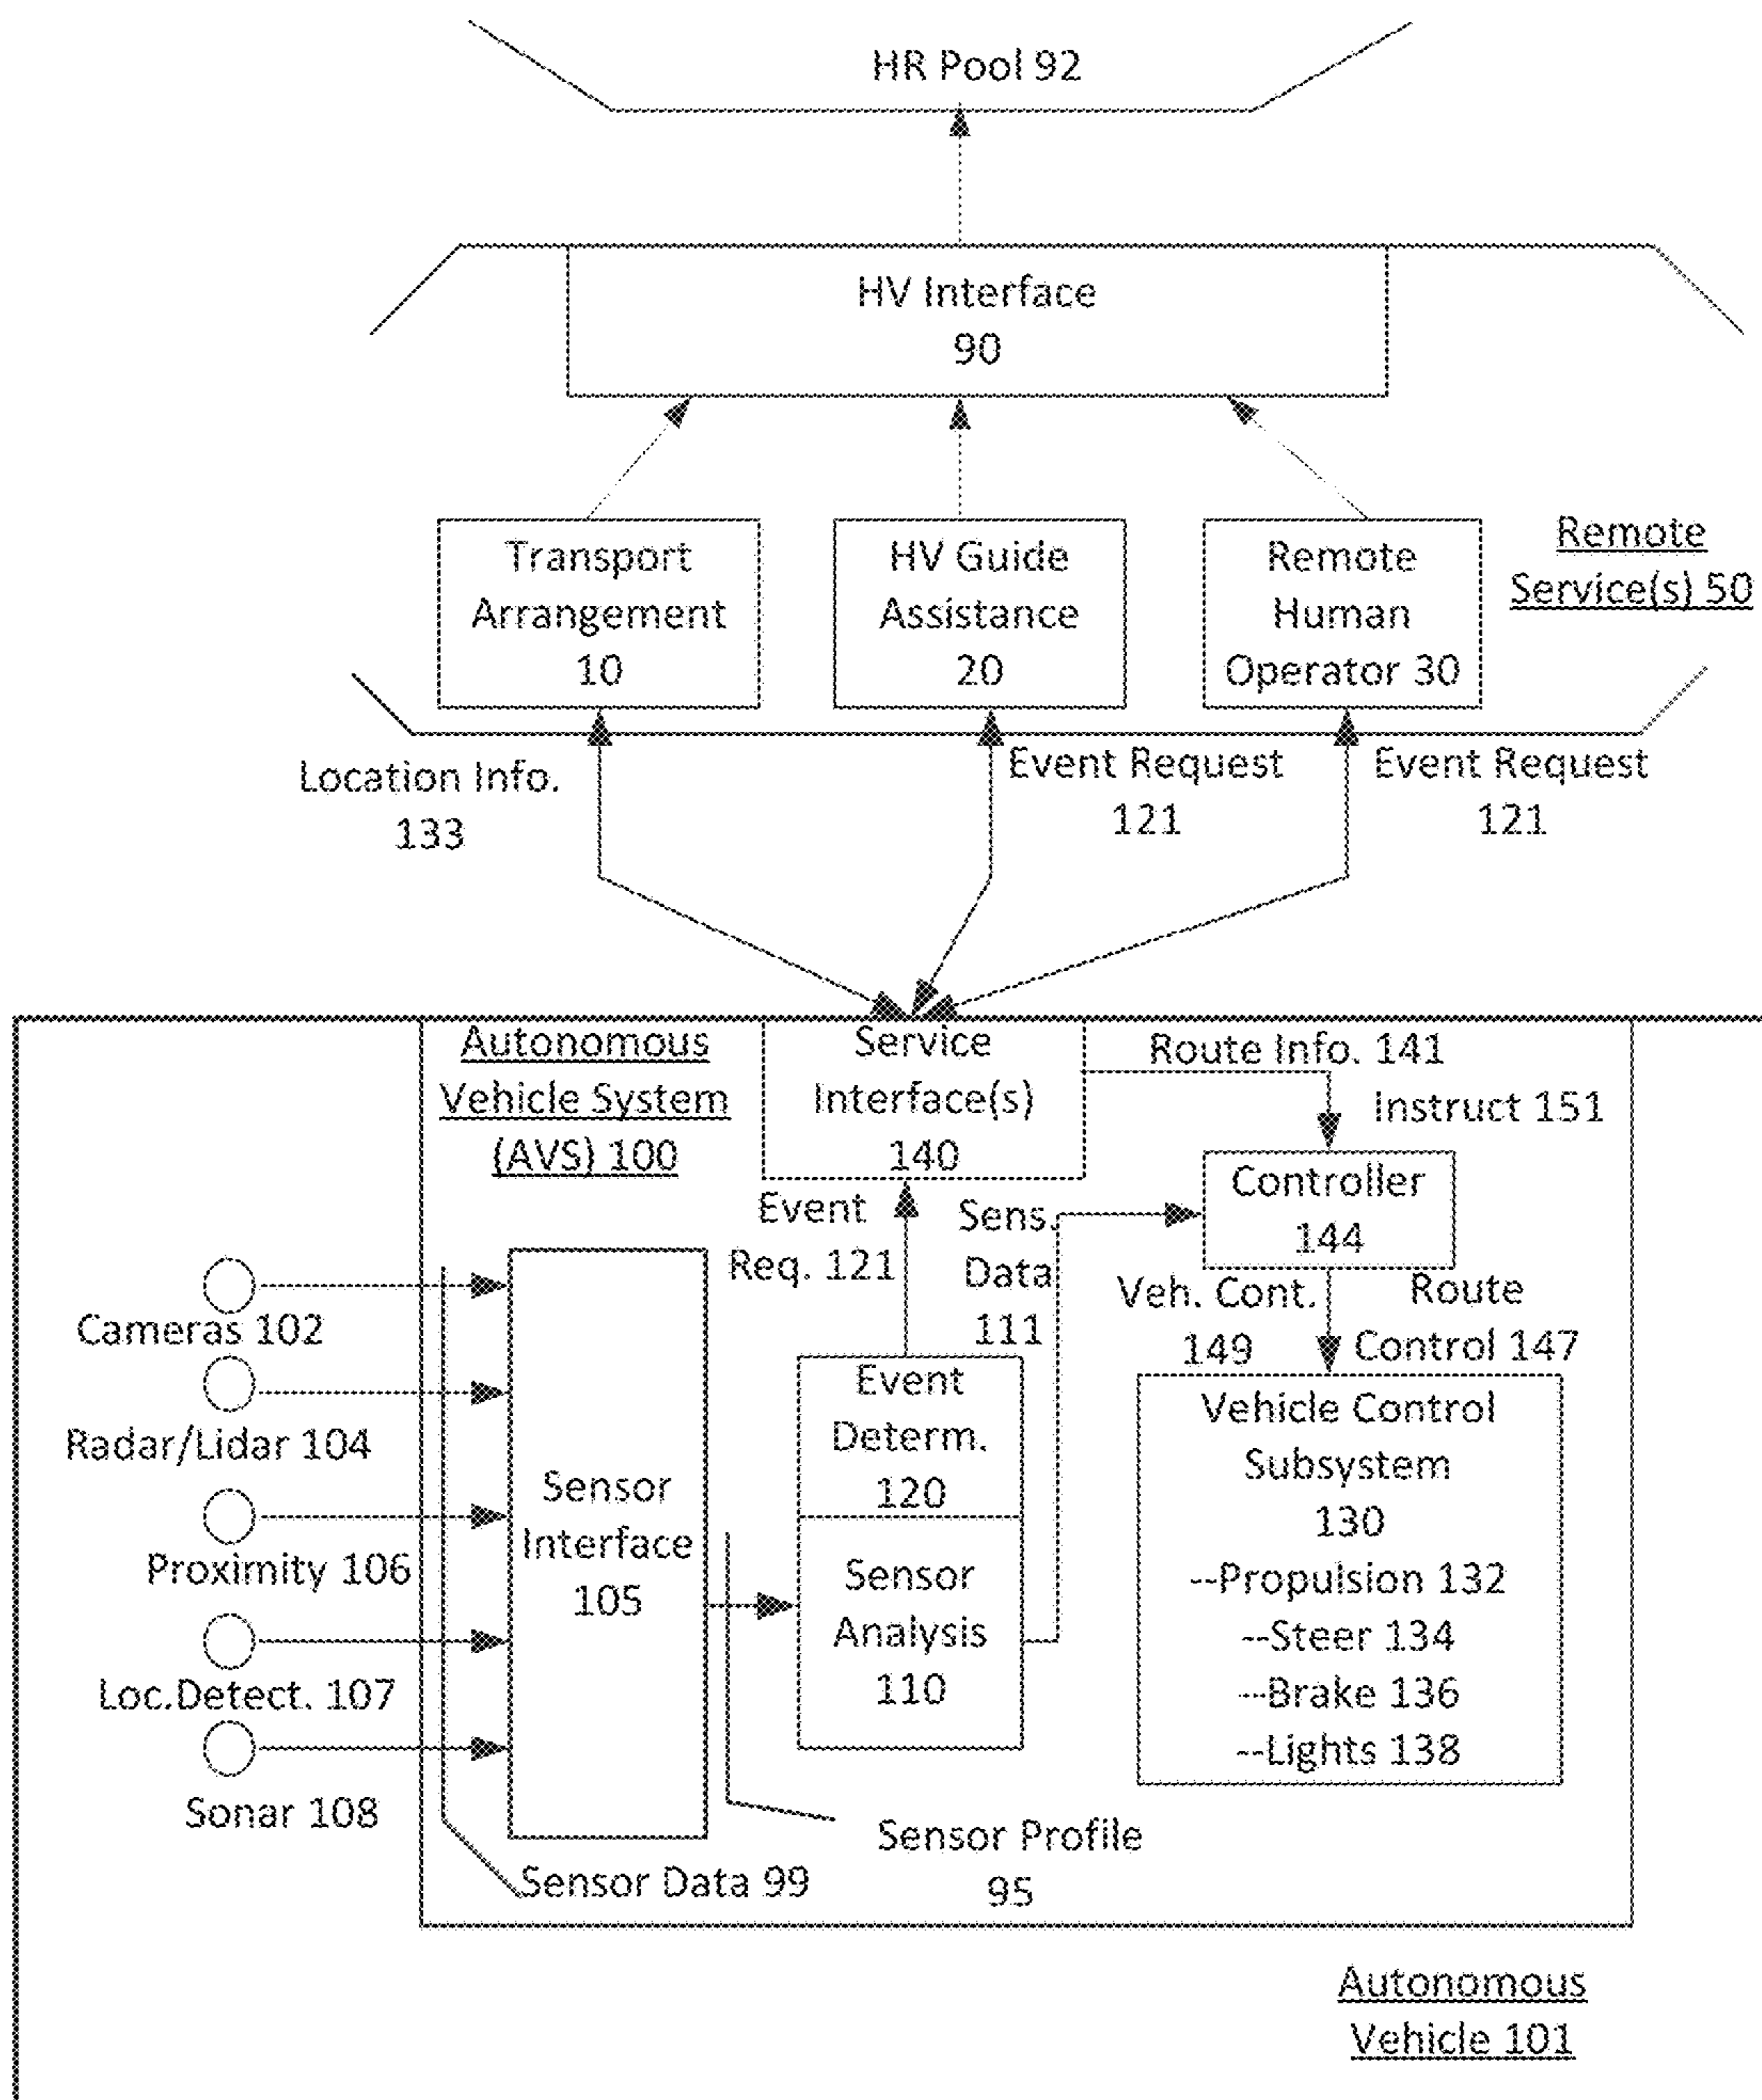 HR Pool 92
HV Interface
90
Transport
Arrangement
10
HV Guide
Assistance
20
Remote
Human
Operator 30
Remote
Service(s) 50
Location Info.
133
Event Request
121
Event Request
121
Autonomous
Vehicle System
(AVS) 100
Service
Interface(s)
140
Route Info. 141
Instruct 151
Controller
144
Event
Req. 121
Sens.
Data
111
Veh. Cont.
149
Route
Control 147
Cameras 102
Radar/Lidar 104
Proximity 106
Loc.Detect. 107
Sonar 108
Sensor
Interface
105
Event
Determ.
120
Sensor
Analysis
110
Vehicle Control
Subsystem
130
--Propulsion 132
--Steer 134
--Brake 136
--Lights 138
Sensor Data 99
Sensor Profile
95
Autonomous
Vehicle 101